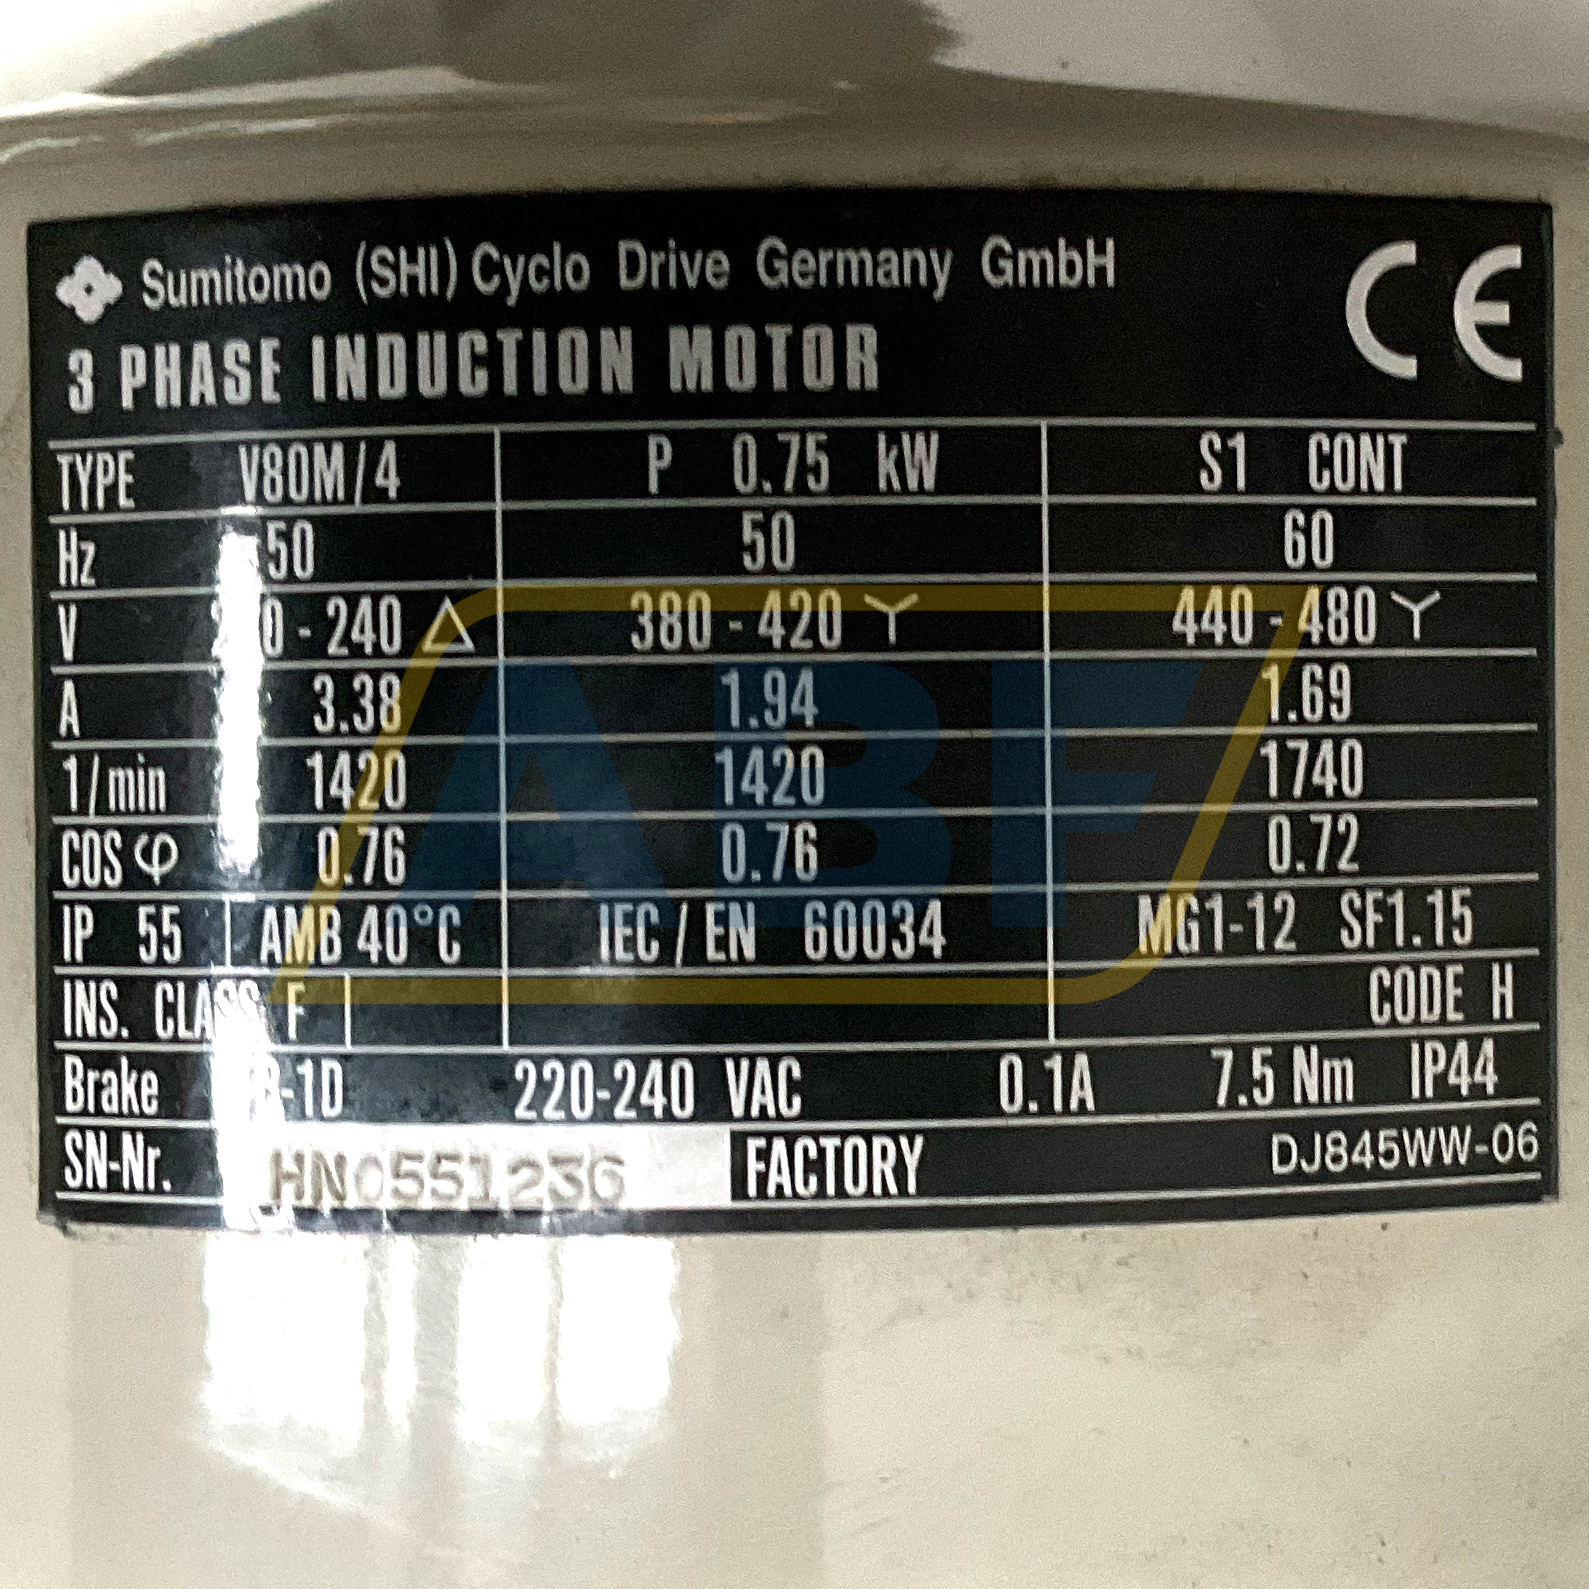 Sumitomo (SHI) Cyclo Drive Germany GmbH
CE
3 PHASE INDUCTION MOTOR
TYPE V80M/4 P 0.75 kW S1 CONT
Hz 50 50 60
V - 240 △ 380 - 420 Y 440 - 480 Y
A 3.38 1.94 1.69
1/min 1420 1420 1740
COS φ 0.76 0.76 0.72
IP 55 AMB 40°C IEC / EN 60034 MG1-12 SF1.15
INS. CLASS F CODE H
Brake 220-240 VAC 0.1A 7.5 Nm IP44
SN-Nr. HN0551236 FACTORY DJ845WW-06
ABF